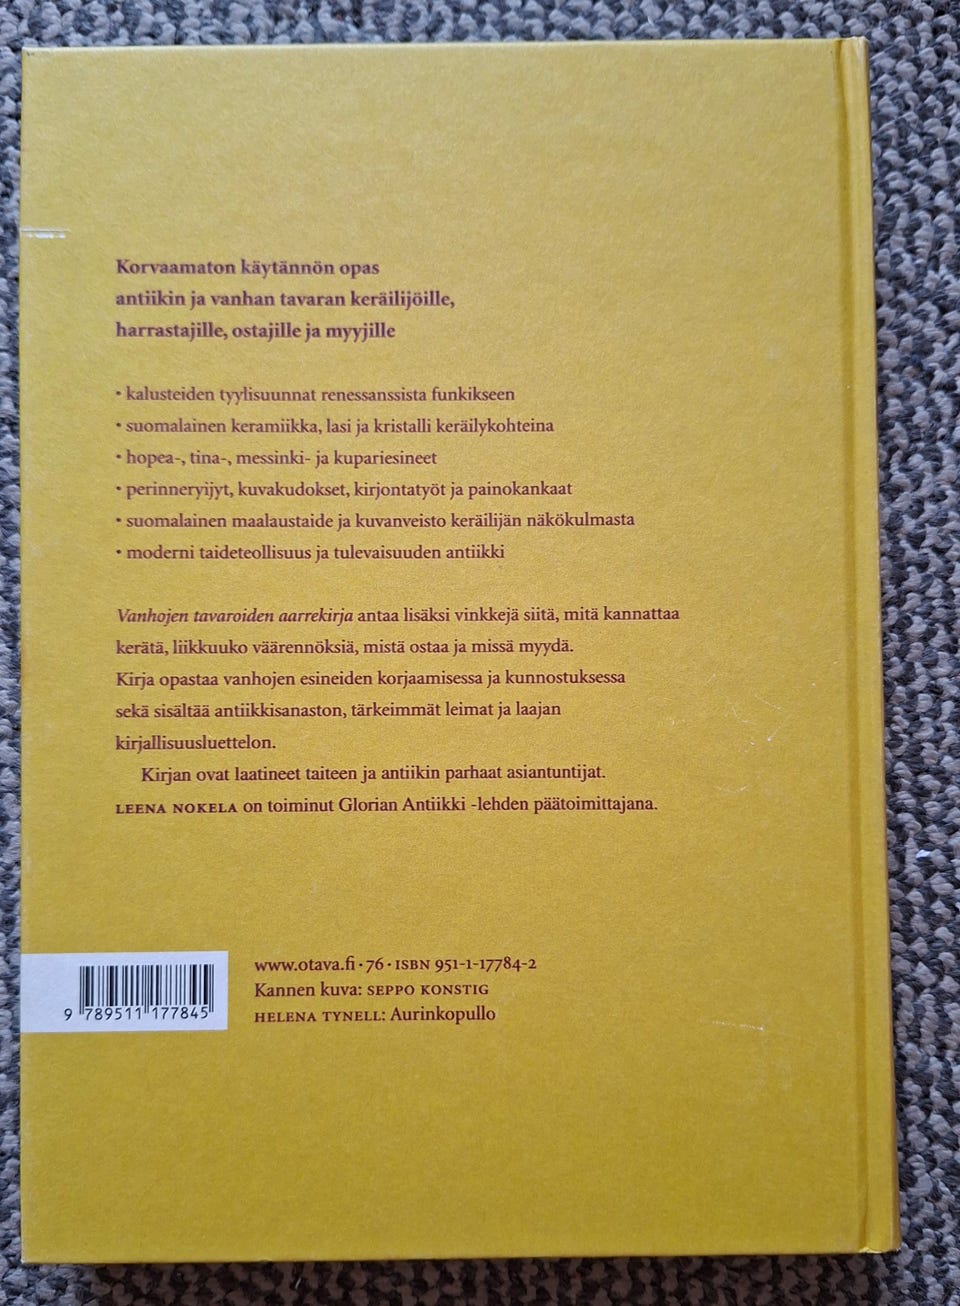 Korvaamaton käytännön opas
antiikin ja vanhan tavaran keräilijöille,
harrastajille, ostajille ja myyjille
• kalusteiden tyylisuunnat renessanssista funkikseen
• suomalainen keramiikka, lasi ja kristalli keräilykohteina
• hopea-, tina-, messinki- ja kupariesineet
• perinneryijyt, kuvakudokset, kirjontatyöt ja painokankaat
• suomalainen maalaustaide ja kuvanveisto keräilijän näkökulmasta
• moderni taideteollisuus ja tulevaisuuden antiikki
Vanhojen tavaroiden aarrekirja antaa lisäksi vinkkejä siitä, mitä kannattaa
kerätä, liikkuuko väärennöksiä, mistä ostaa ja missä myydä.
Kirja opastaa vanhojen esineiden korjaamisessa ja kunnostuksessa
sekä sisältää antiikkisanaston, tärkeimmät leimat ja laajan
kirjallisuusluettelon.
Kirjan ovat laatineet taiteen ja antiikin parhaat asiantuntijat.
LEENA NOKELA on toiminut Glorian Antiikki -lehden päätoimittajana.
www.otava.fi · 76 · ISBN 951-1-17784-2
Kannen kuva: SEPPO KONSTIG
HELENA TYNELL: Aurinkopullo
9 789511 177845